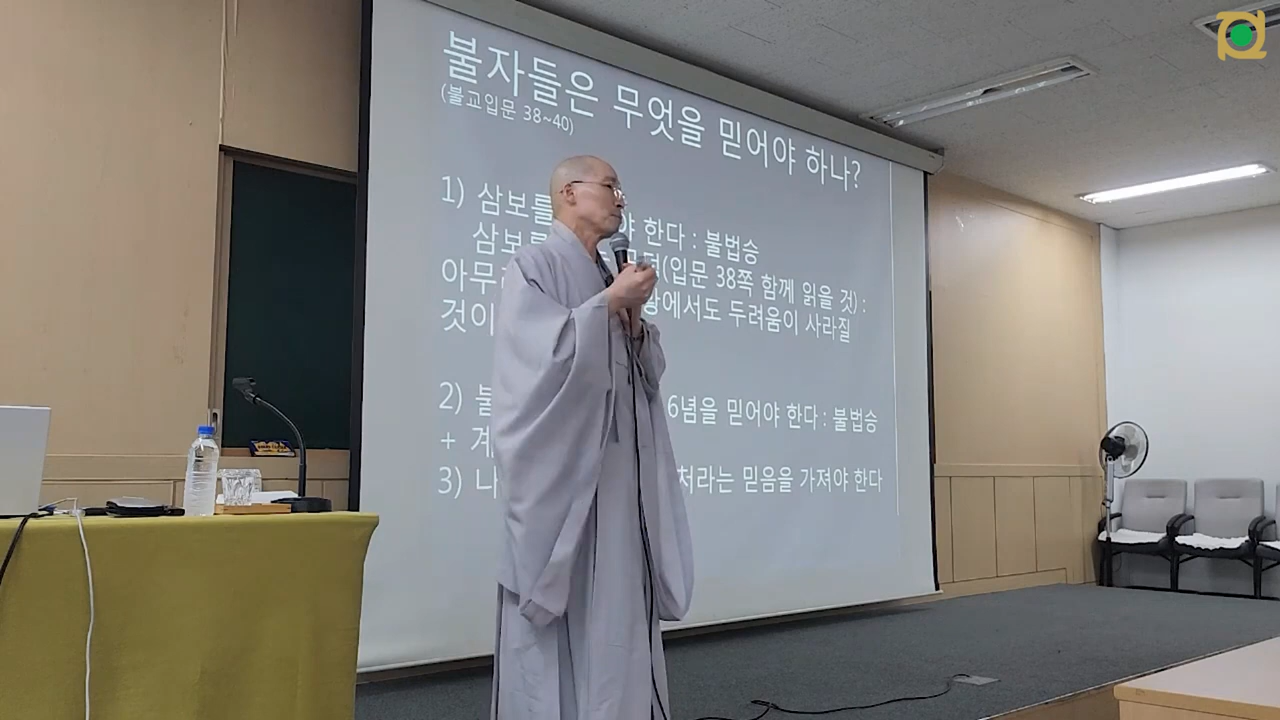 불자들은 무엇을 믿어야 하나?
(불교입문 38~40)
1) 삼보를 야 한다 : 불법승
삼보를 (입문 38쪽 함께 읽을 것) :
아무
것이 황에서도 두려움이 사라질
2) 불 6념을 믿어야 한다 : 불법승
+ 계
3) 나 처라는 믿음을 가져야 한다